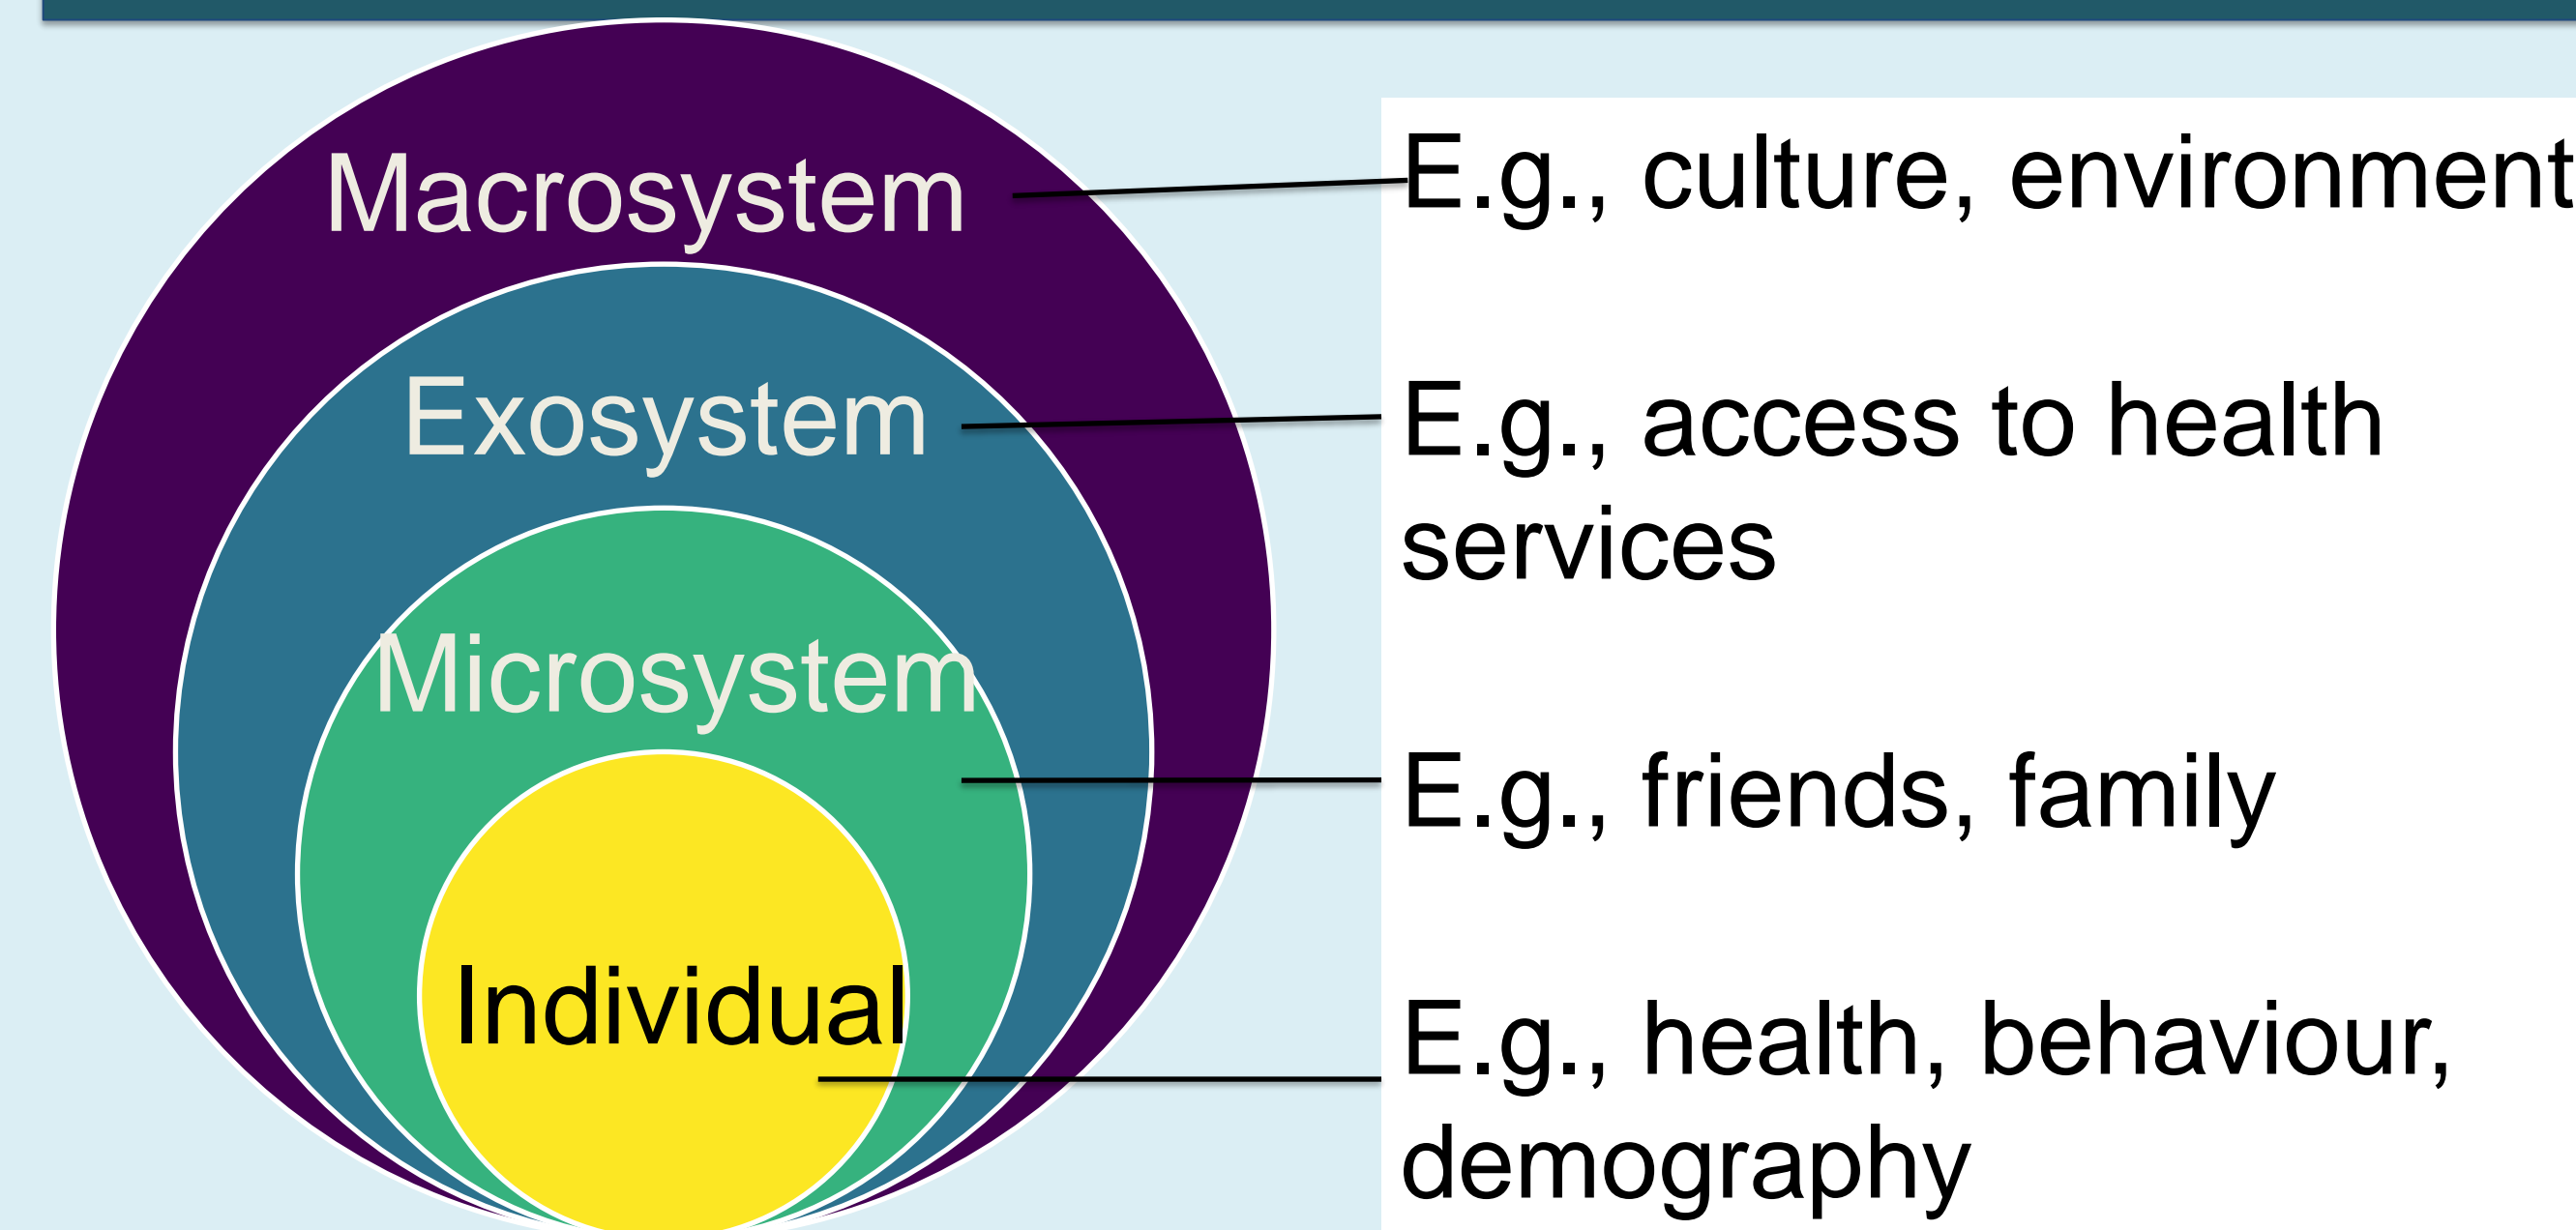 Macrosystem
E.g., culture, environment
Exosystem
E.g., access to health
services
Microsystem
E.g., friends, family
Individual
E.g., health, behaviour,
demography